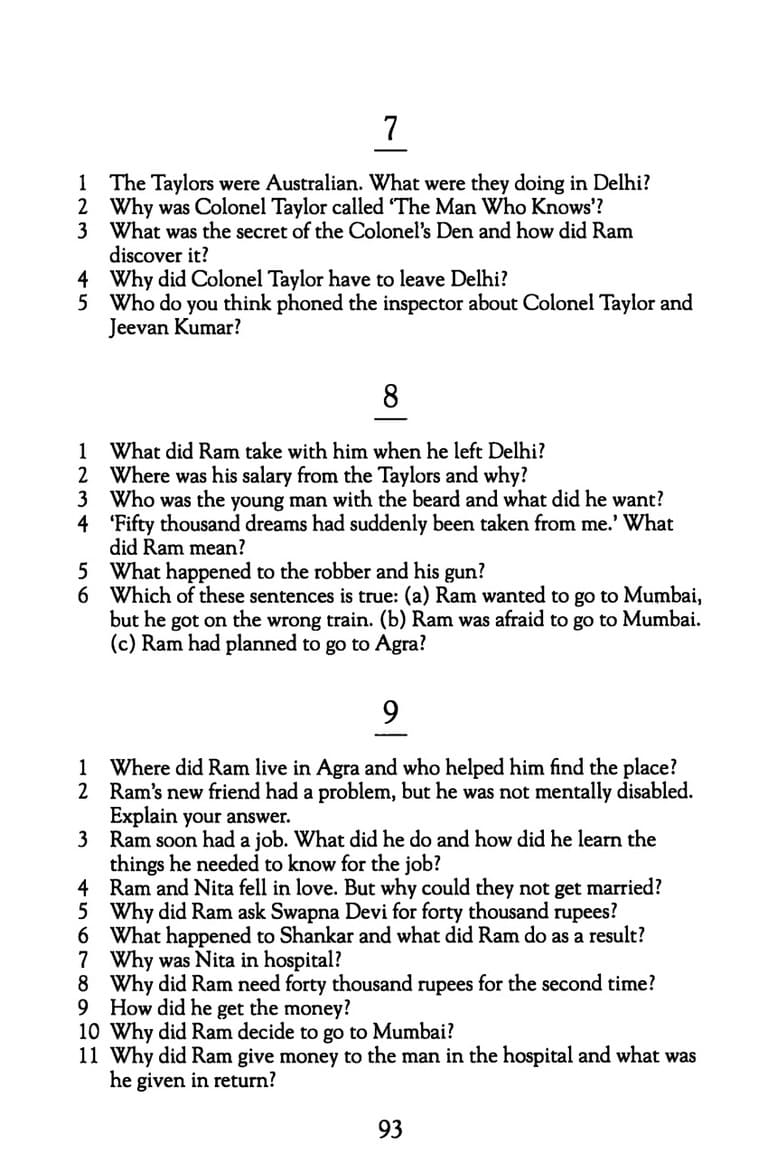 7
1 The Taylors were Australian. What were they doing in Delhi?
2 Why was Colonel Taylor called ‘The Man Who Knows’?
3 What was the secret of the Colonel’s Den and how did Ram
discover it?
4 Why did Colonel Taylor have to leave Delhi?
5 Who do you think phoned the inspector about Colonel Taylor and
Jeevan Kumar?
8
1 What did Ram take with him when he left Delhi?
2 Where was his salary from the Taylors and why?
3 Who was the young man with the beard and what did he want?
4 ‘Fifty thousand dreams had suddenly been taken from me.’ What
did Ram mean?
5 What happened to the robber and his gun?
6 Which of these sentences is true: (a) Ram wanted to go to Mumbai,
but he got on the wrong train. (b) Ram was afraid to go to Mumbai.
(c) Ram had planned to go to Agra?
9
1 Where did Ram live in Agra and who helped him find the place?
2 Ram’s new friend had a problem, but he was not mentally disabled.
Explain your answer.
3 Ram soon had a job. What did he do and how did he learn the
things he needed to know for the job?
4 Ram and Nita fell in love. But why could they not get married?
5 Why did Ram ask Swapna Devi for forty thousand rupees?
6 What happened to Shankar and what did Ram do as a result?
7 Why was Nita in hospital?
8 Why did Ram need forty thousand rupees for the second time?
9 How did he get the money?
10 Why did Ram decide to go to Mumbai?
11 Why did Ram give money to the man in the hospital and what was
he given in return?
93